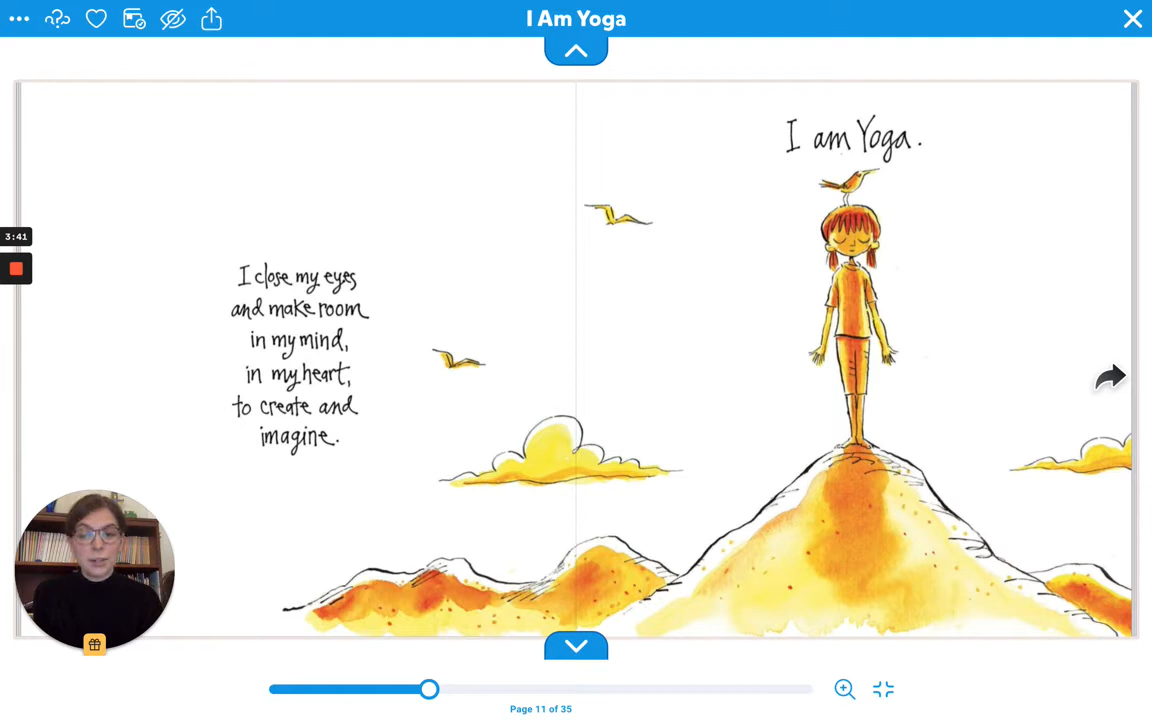 I Am Yoga
I am Yoga.
3:41
I close my eyes
and make room
in my mind,
in my heart,
to create and
imagine.
Page 11 of 35